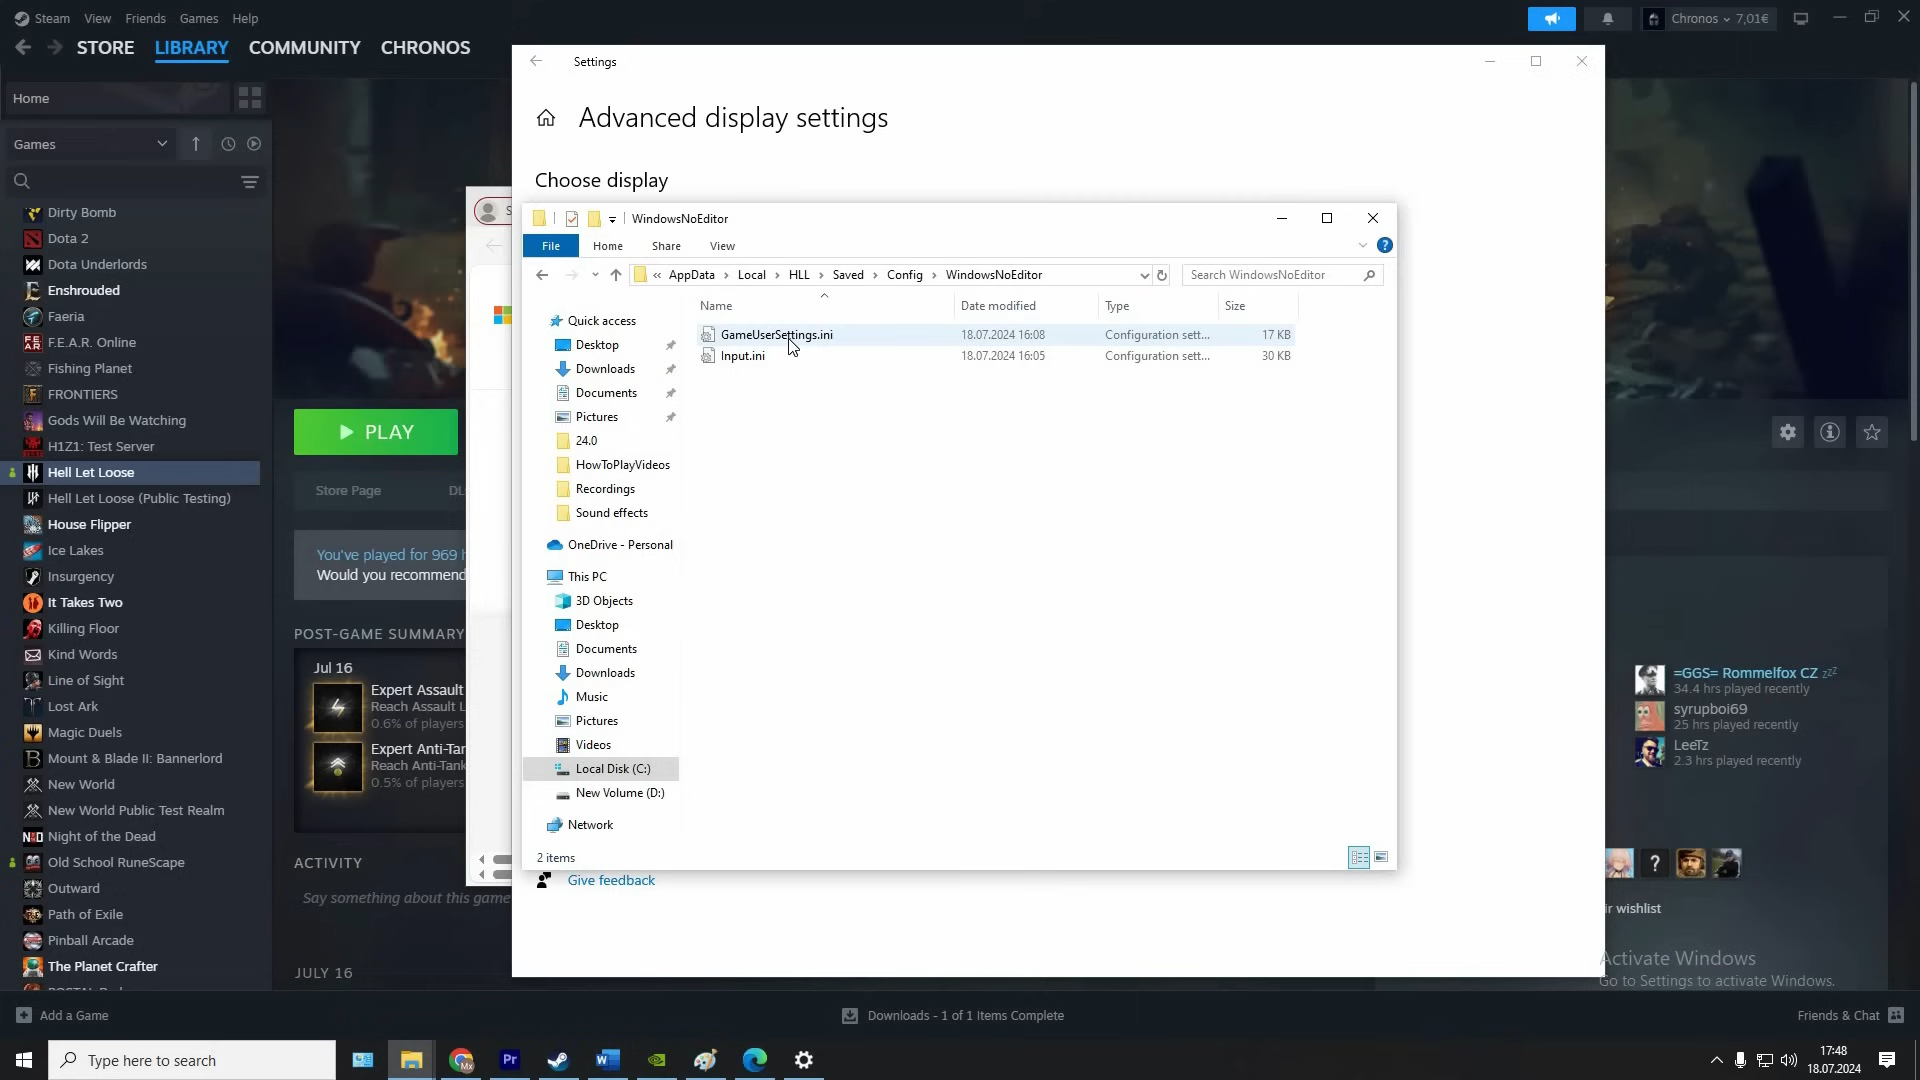 Steam View Friends Games Help
Chronos 7,01€
STORE LIBRARY COMMUNITY CHRONOS
Home
Games
Dirty Bomb
Dota 2
Dota Underlords
Enshrouded
Faeria
F.E.A.R. Online
Fishing Planet
FRONTIERS
Gods Will Be Watching
H1Z1: Test Server
Hell Let Loose
Hell Let Loose (Public Testing)
House Flipper
Ice Lakes
Insurgency
It Takes Two
Killing Floor
Kind Words
Line of Sight
Lost Ark
Magic Duels
Mount & Blade II: Bannerlord
New World
New World Public Test Realm
Night of the Dead
Old School RuneScape
Outward
Path of Exile
Pinball Arcade
The Planet Crafter
PLAY
Store Page
DL
You've played for 969 h
Would you recommend
POST-GAME SUMMARY
Jul 16
Expert Assault
Reach Assault L
0.6% of players
Expert Anti-Tan
Reach Anti-Tank
0.5% of players
ACTIVITY
Say something about this game
JULY 16
S
Settings
Advanced display settings
Choose display
WindowsNoEditor
File Home Share View
« AppData Local HLL Saved Config WindowsNoEditor
Search WindowsNoEditor
Name Date modified Type Size
GameUserSettings.ini 18.07.2024 16:08 Configuration sett... 17 KB
Input.ini 18.07.2024 16:05 Configuration sett... 30 KB
Quick access
Desktop
Downloads
Documents
Pictures
24.0
HowToPlayVideos
Recordings
Sound effects
OneDrive - Personal
This PC
3D Objects
Desktop
Documents
Downloads
Music
Pictures
Videos
Local Disk (C:)
New Volume (D:)
Network
2 items
Give feedback
=GGS= Rommelfox CZ zzz
34.4 hrs played recently
syrupboi69
25 hrs played recently
LeeTz
2.3 hrs played recently
?
ir wishlist
Activate Windows
Go to Settings to activate Windows.
Add a Game
Downloads - 1 of 1 Items Complete
Friends & Chat
Type here to search
17:48
18.07.2024